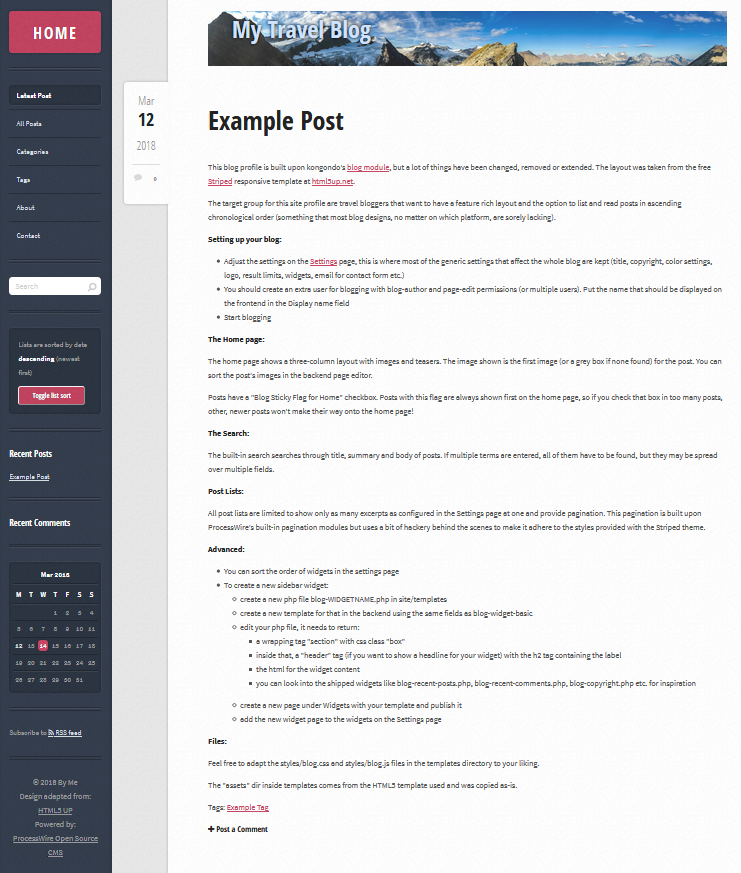 HOME
Latest Post
All Posts
Categories
Tags
About
Contact
Search
Lists are sorted by date
descending (newest
first)
Toggle list sort
Recent Posts
Example Post
Recent Comments
Mar 2018
M T W T F S S
1 2 3 4
5 6 7 8 9 10 11
12 13 14 15 16 17 18
19 20 21 22 23 24 25
26 27 28 29 30 31
Subscribe to RSS feed
© 2018 By Me
Design adapted from:
HTML5 UP
Powered by:
ProcessWire Open Source
CMS
Mar
12
2018
0
My Travel Blog
Example Post
This blog profile is built upon kongondo's blog module, but a lot of things have been changed, removed or extended. The layout was taken from the free
Striped responsive template at html5up.net.
The target group for this site profile are travel bloggers that want to have a feature rich layout and the option to list and read posts in ascending
chronological order (something that most blog designs, no matter on which platform, are sorely lacking).
Setting up your blog:
Adjust the settings on the Settings page, this is where most of the generic settings that affect the whole blog are kept (title, copyright, color settings,
logo, result limits, widgets, email for contact form etc.)
You should create an extra user for blogging with blog-author and page-edit permissions (or multiple users). Put the name that should be displayed on
the frontend in the Display name field
Start blogging
The Home page:
The home page shows a three-column layout with images and teasers. The image shown is the first image (or a grey box if none found) for the post. You can
sort the post's images in the backend page editor.
Posts have a "Blog Sticky Flag for Home" checkbox. Posts with this flag are always shown first on the home page, so if you check that box in too many posts,
other, newer posts won't make their way onto the home page!
The Search:
The built-in search searches through title, summary and body of posts. If multiple terms are entered, all of them have to be found, but they may be spread
over multiple fields.
Post Lists:
All post lists are limited to show only as many excerpts as configured in the Settings page at one and provide pagination. This pagination is built upon
ProcessWire's built-in pagination modules but uses a bit of hackery behind the scenes to make it adhere to the styles provided with the Striped theme.
Advanced:
You can sort the order of widgets in the settings page
To create a new sidebar widget:
create a new php file blog-WIDGETNAME.php in site/templates
create a new template for that in the backend using the same fields as blog-widget-basic
edit your php file, it needs to return:
a wrapping tag "section" with css class "box"
inside that, a "header" tag (if you want to show a headline for your widget) with the h2 tag containing the label
the html for the widget content
you can look into the shipped widgets like blog-recent-posts.php, blog-recent-comments.php, blog-copyright.php etc. for inspiration
create a new page under Widgets with your template and publish it
add the new widget page to the widgets on the Settings page
Files:
Feel free to adapt the styles/blog.css and styles/blog.js files in the templates directory to your liking.
The "assets" dir inside templates comes from the HTML5 template used and was copied as-is.
Tags: Example Tag
Post a Comment